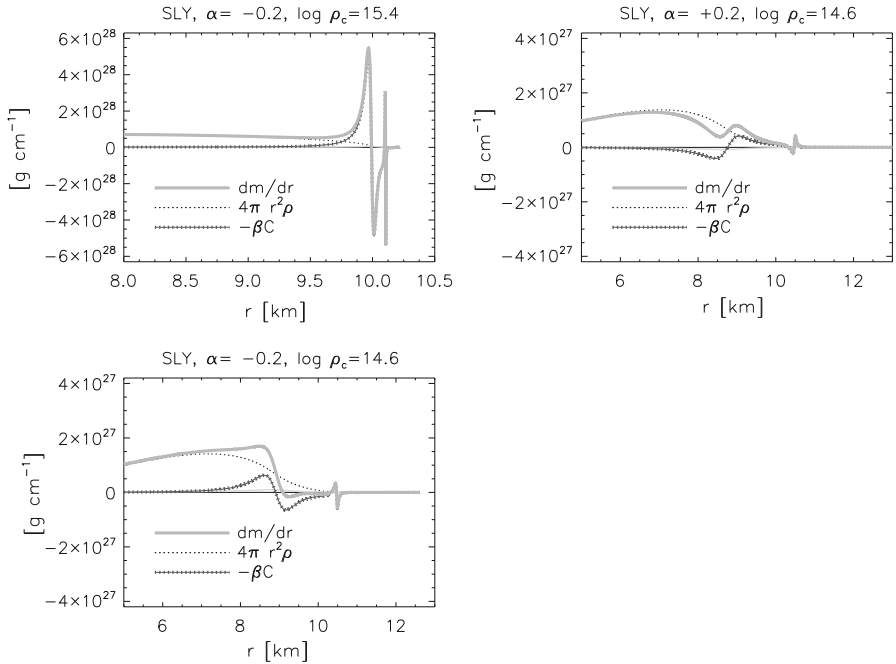 SLY, α= −0.2, log ρc=15.4
6×10^28
4×10^28
2×10^28
0
−2×10^28
−4×10^28
−6×10^28
[g cm^−1]
dm/dr
4π r^2ρ
−βC
8.0 8.5 9.0 9.5 10.0 10.5
r [km]
SLY, α= +0.2, log ρc=14.6
4×10^27
2×10^27
0
−2×10^27
−4×10^27
[g cm^−1]
dm/dr
4π r^2ρ
−βC
6 8 10 12
r [km]
SLY, α= −0.2, log ρc=14.6
4×10^27
2×10^27
0
−2×10^27
−4×10^27
[g cm^−1]
dm/dr
4π r^2ρ
−βC
6 8 10 12
r [km]